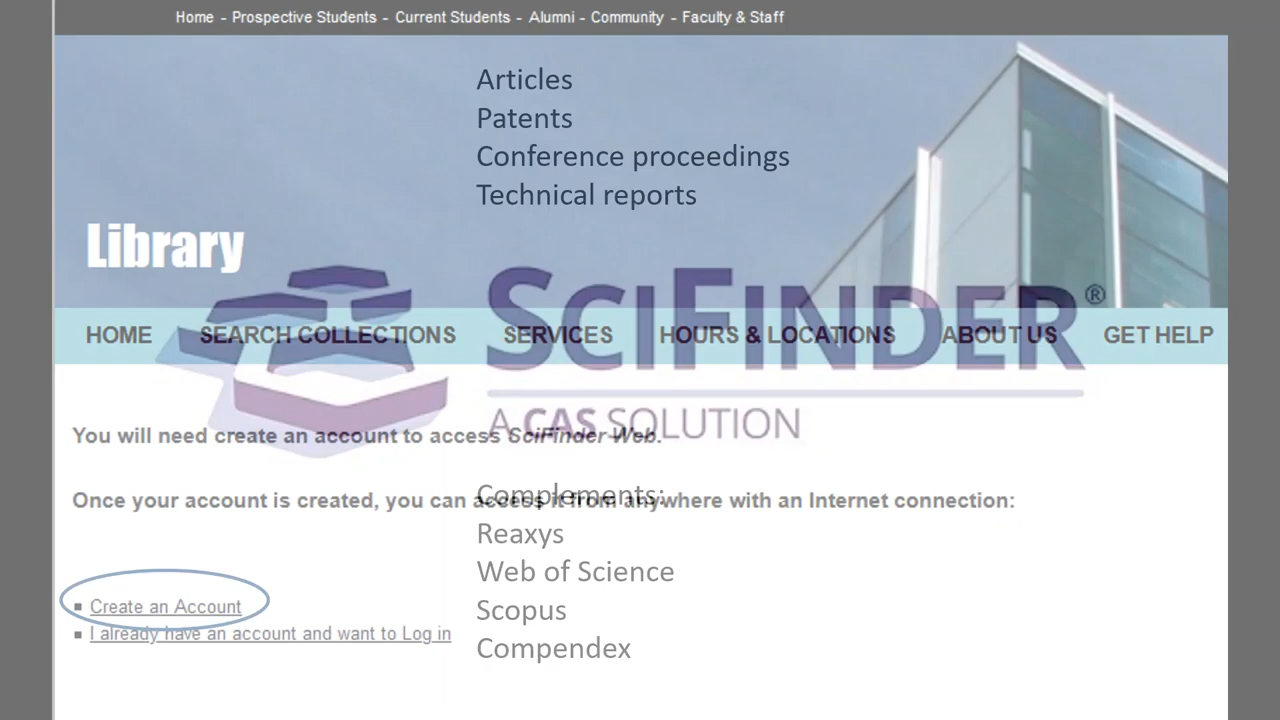 Home - Prospective Students - Current Students - Alumni - Community - Faculty & Staff
Articles
Patents
Conference proceedings
Technical reports
Library
SCIFINDER®
HOME SEARCH COLLECTIONS SERVICES HOURS & LOCATIONS ABOUT US GET HELP
A CAS SOLUTION
You will need create an account to access SciFinder Web.
Complements:
Once your account is created, you can access it from anywhere with an Internet connection:
Reaxys
Web of Science
Create an Account
Scopus
I already have an account and want to Log in
Compendex